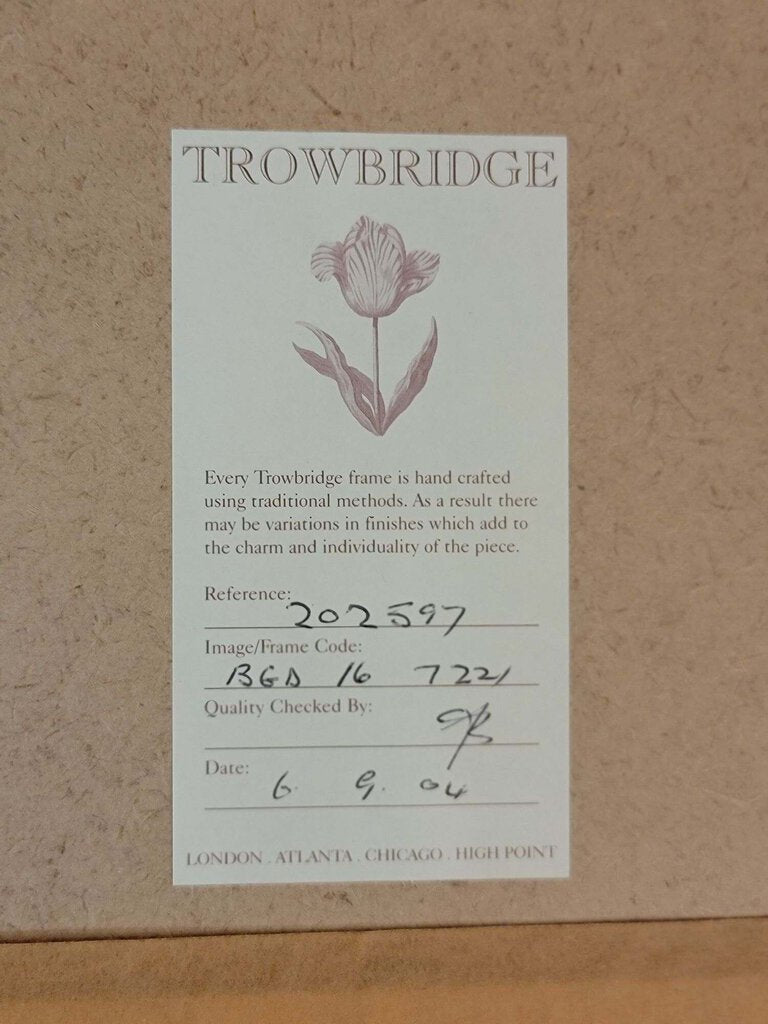 TROWBRIDGE
Every Trowbridge frame is hand crafted
using traditional methods. As a result there
may be variations in finishes which add to
the charm and individuality of the piece.
Reference:
202597
Image/Frame Code:
BGD 16 7221
Quality Checked By:
Date:
6. 9. 04
LONDON . ATLANTA . CHICAGO . HIGH POINT